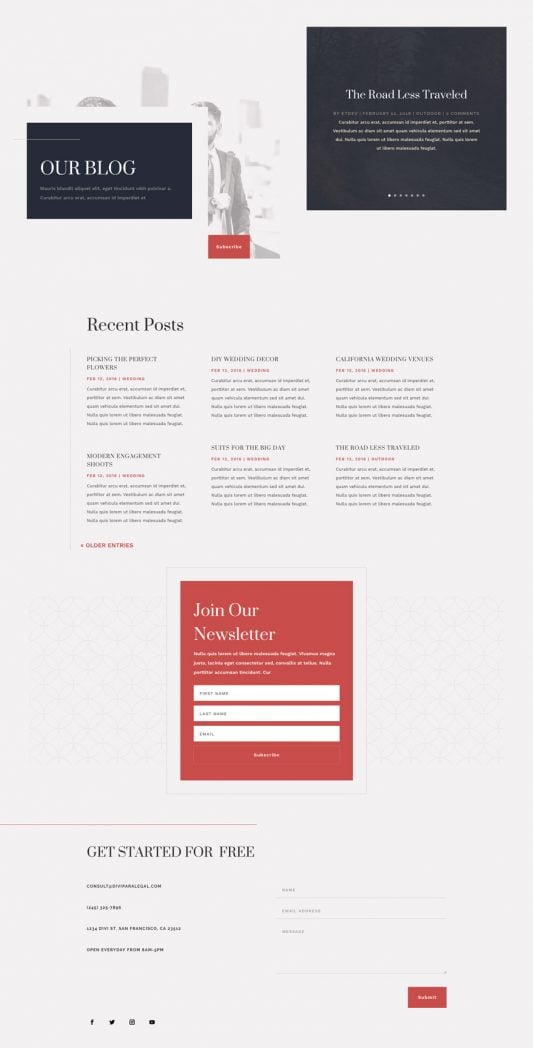 OUR BLOG
Mauris blandit aliquet elit, eget tincidunt nibh pulvinar a.
Curabitur arcu erat, accumsan id imperdiet et
Subscribe
The Road Less Traveled
BY ETDEV | FEBRUARY 12, 2018 | OUTDOOR | 0 COMMENTS
Curabitur arcu erat, accumsan id imperdiet et, porttitor at sem.
Vestibulum ac diam sit amet quam vehicula elementum sed sit amet
dui. Nulla quis lorem ut libero malesuada feugiat. Nulla quis lorem
ut libero malesuada feugiat.
Recent Posts
PICKING THE PERFECT
FLOWERS
FEB 12, 2018 | WEDDING
Curabitur arcu erat, accumsan id imperdiet et,
porttitor at sem. Vestibulum ac diam sit amet
quam vehicula elementum sed sit amet dui.
Nulla quis lorem ut libero malesuada feugiat.
Nulla quis lorem ut libero malesuada feugiat.
DIY WEDDING DECOR
FEB 12, 2018 | WEDDING
Curabitur arcu erat, accumsan id imperdiet et,
porttitor at sem. Vestibulum ac diam sit amet
quam vehicula elementum sed sit amet dui.
Nulla quis lorem ut libero malesuada feugiat.
Nulla quis lorem ut libero malesuada feugiat.
CALIFORNIA WEDDING VENUES
FEB 12, 2018 | WEDDING
Curabitur arcu erat, accumsan id imperdiet et,
porttitor at sem. Vestibulum ac diam sit amet
quam vehicula elementum sed sit amet dui.
Nulla quis lorem ut libero malesuada feugiat.
Nulla quis lorem ut libero malesuada feugiat.
MODERN ENGAGEMENT
SHOOTS
FEB 12, 2018 | WEDDING
Curabitur arcu erat, accumsan id imperdiet et,
porttitor at sem. Vestibulum ac diam sit amet
quam vehicula elementum sed sit amet dui.
Nulla quis lorem ut libero malesuada feugiat.
Nulla quis lorem ut libero malesuada feugiat.
SUITS FOR THE BIG DAY
FEB 12, 2018 | WEDDING
Curabitur arcu erat, accumsan id imperdiet et,
porttitor at sem. Vestibulum ac diam sit amet
quam vehicula elementum sed sit amet dui.
Nulla quis lorem ut libero malesuada feugiat.
Nulla quis lorem ut libero malesuada feugiat.
THE ROAD LESS TRAVELED
FEB 12, 2018 | OUTDOOR
Curabitur arcu erat, accumsan id imperdiet et,
porttitor at sem. Vestibulum ac diam sit amet
quam vehicula elementum sed sit amet dui.
Nulla quis lorem ut libero malesuada feugiat.
Nulla quis lorem ut libero malesuada feugiat.
« OLDER ENTRIES
Join Our
Newsletter
Nulla quis lorem ut libero malesuada feugiat. Vivamus magna
justo, lacinia eget consectetur sed, convallis at tellus. Nulla
porttitor accumsan tincidunt. Cur
FIRST NAME
LAST NAME
EMAIL
Subscribe
GET STARTED FOR FREE
CONSULT@DIVIPARALEGAL.COM
(245) 325-7896
1234 DIVI ST. SAN FRANCISCO, CA 23512
OPEN EVERYDAY FROM 8AM-5PM
NAME
EMAIL ADDRESS
MESSAGE
Submit